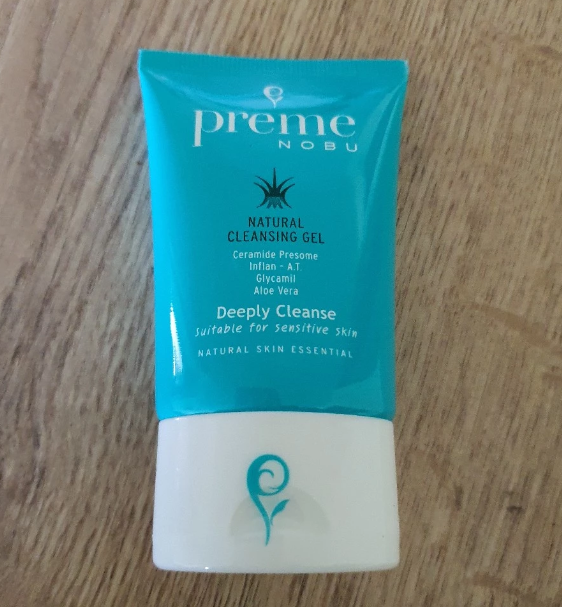 preme
NOBU
NATURAL
CLEANSING GEL
Ceramide Presome
Inflan - A.T.
Glycamil
Aloe Vera
Deeply Cleanse
suitable for sensitive skin
NATURAL SKIN ESSENTIAL